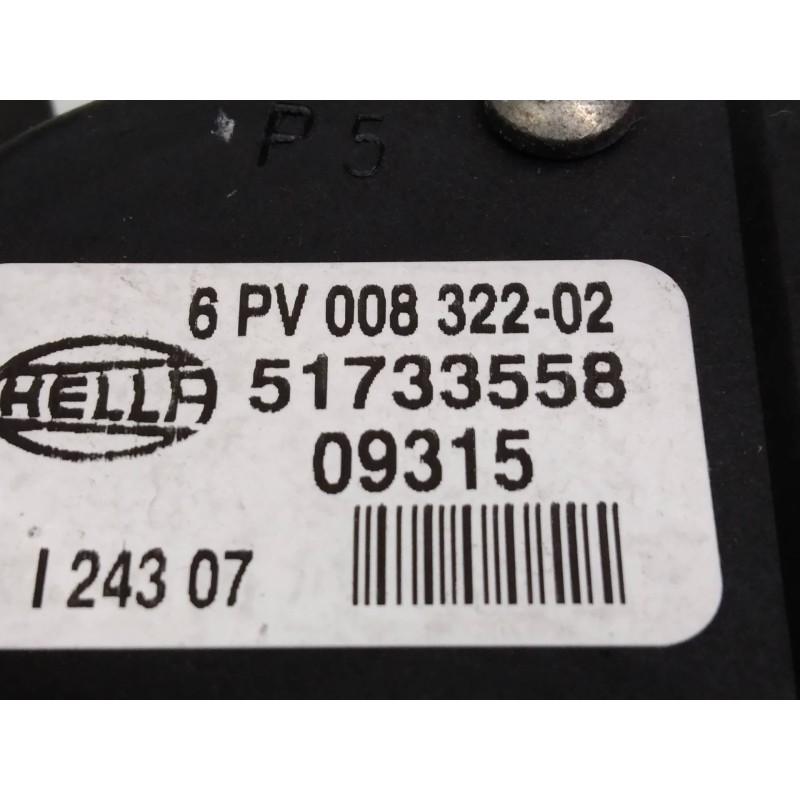 P 5
6 PV 008 322-02
HELLA 51733558
09315
I 243 07